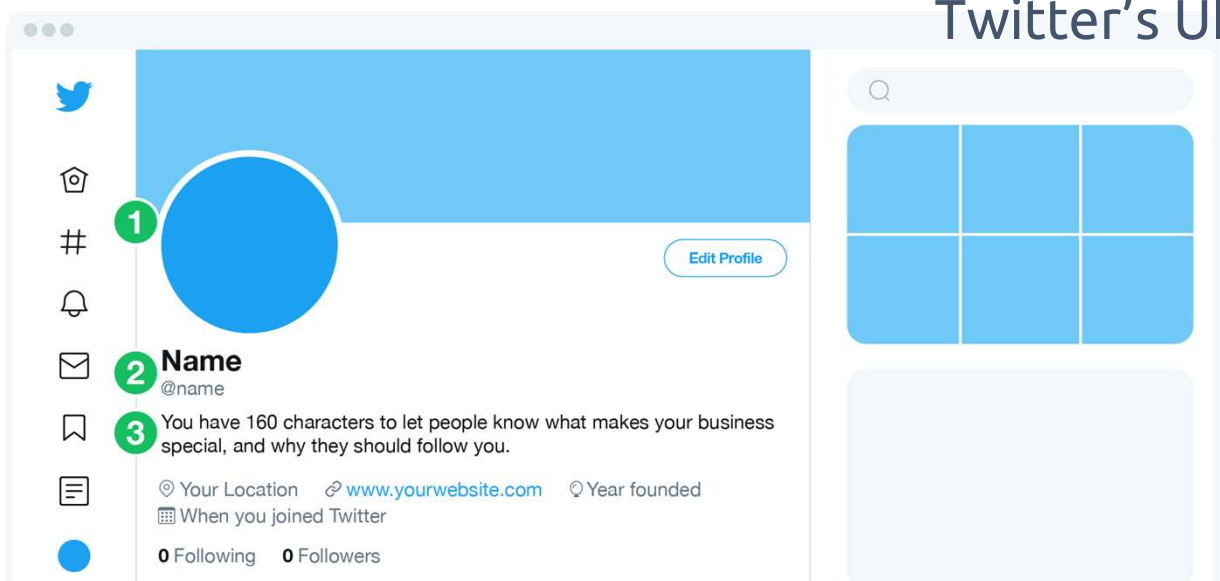 Twitter's UI
1
Edit Profile
2
Name
@name
3
You have 160 characters to let people know what makes your business
special, and why they should follow you.
Your Location www.yourwebsite.com Year founded
When you joined Twitter
0 Following 0 Followers